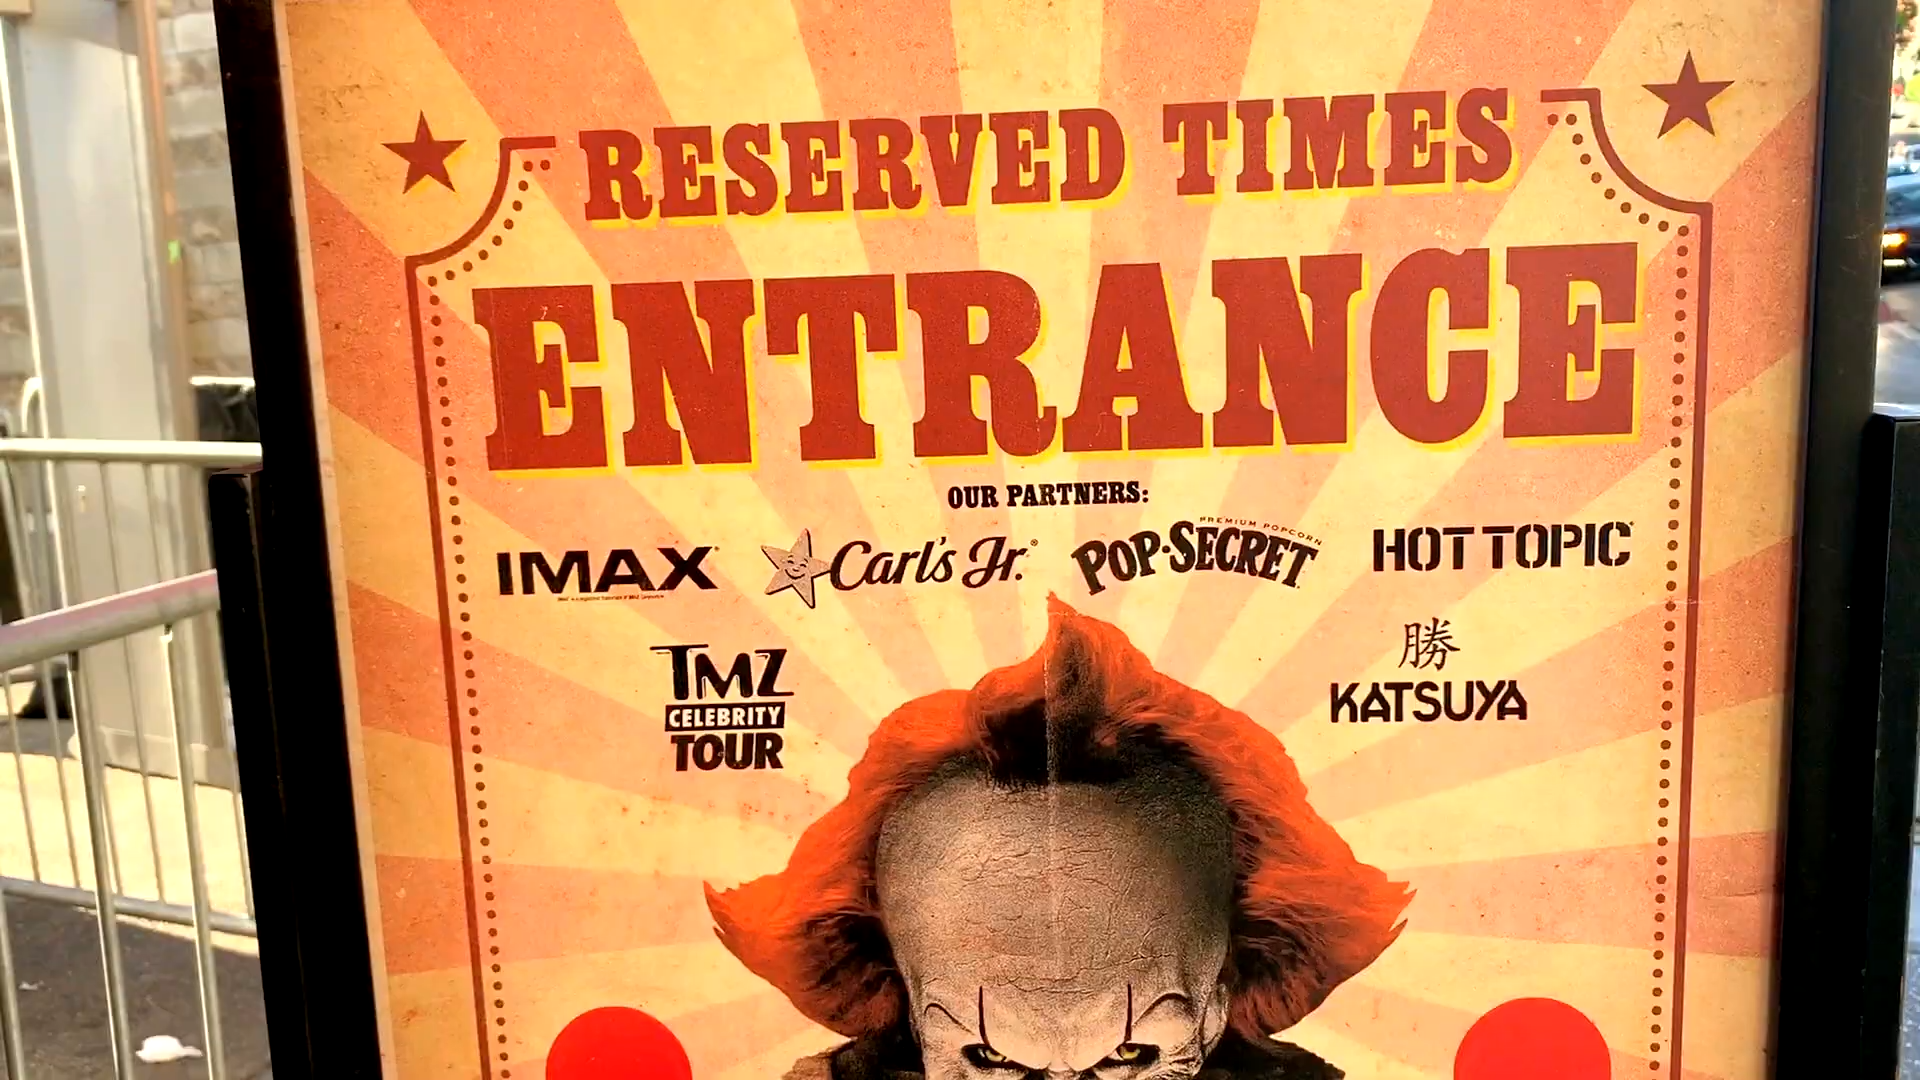 RESERVED TIMES
ENTRANCE
OUR PARTNERS:
IMAX
Carl's Jr.®
PREMIUM POPCORN
POP·SECRET
HOT TOPIC
TMZ
CELEBRITY
TOUR
勝
KATSUYA